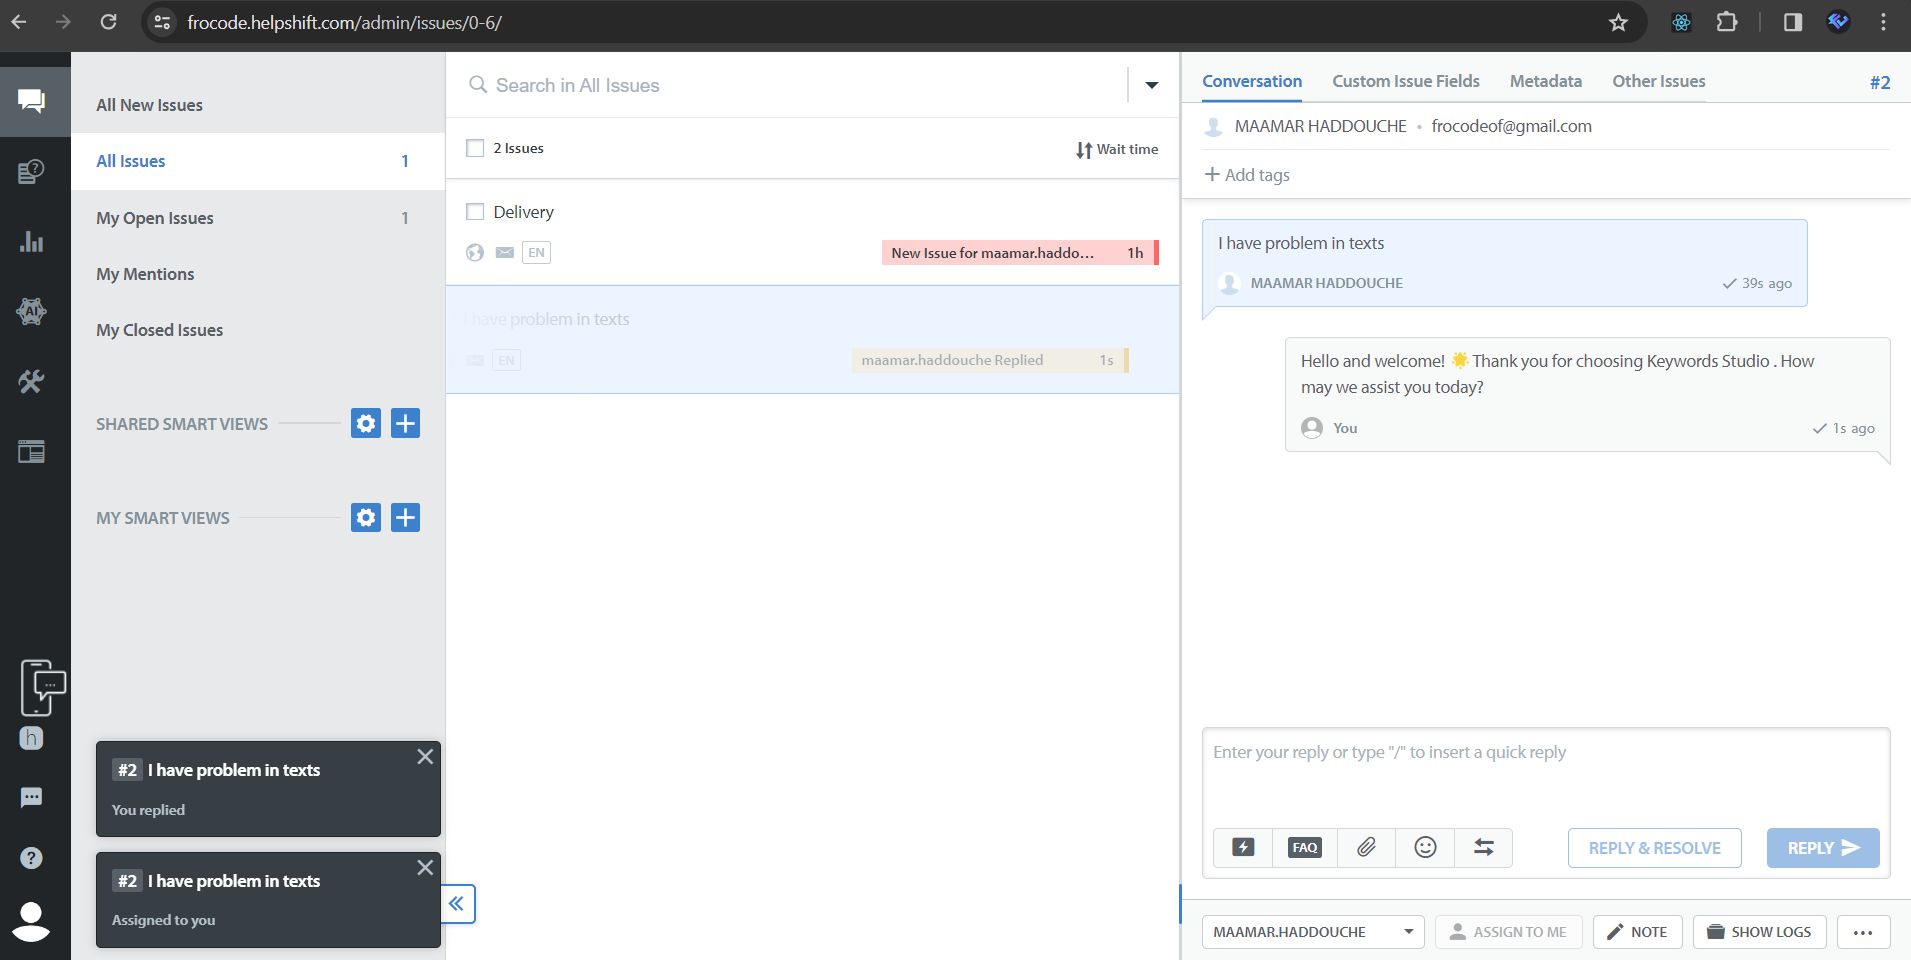 frocode.helpshift.com/admin/issues/0-6/
AI
h
All New Issues
All Issues 1
My Open Issues 1
My Mentions
My Closed Issues
SHARED SMART VIEWS
MY SMART VIEWS
#2 I have problem in texts
You replied
#2 I have problem in texts
Assigned to you
Search in All Issues
2 Issues Wait time
Delivery
EN New Issue for maamar.haddo... 1h
I have problem in texts
EN maamar.haddouche Replied 1s
Conversation Custom Issue Fields Metadata Other Issues #2
MAAMAR HADDOUCHE • frocodeof@gmail.com
+ Add tags
I have problem in texts
MAAMAR HADDOUCHE 39s ago
Hello and welcome! 🌟 Thank you for choosing Keywords Studio . How
may we assist you today?
You 1s ago
Enter your reply or type "/" to insert a quick reply
FAQ REPLY & RESOLVE REPLY
MAAMAR.HADDOUCHE ASSIGN TO ME NOTE SHOW LOGS ...